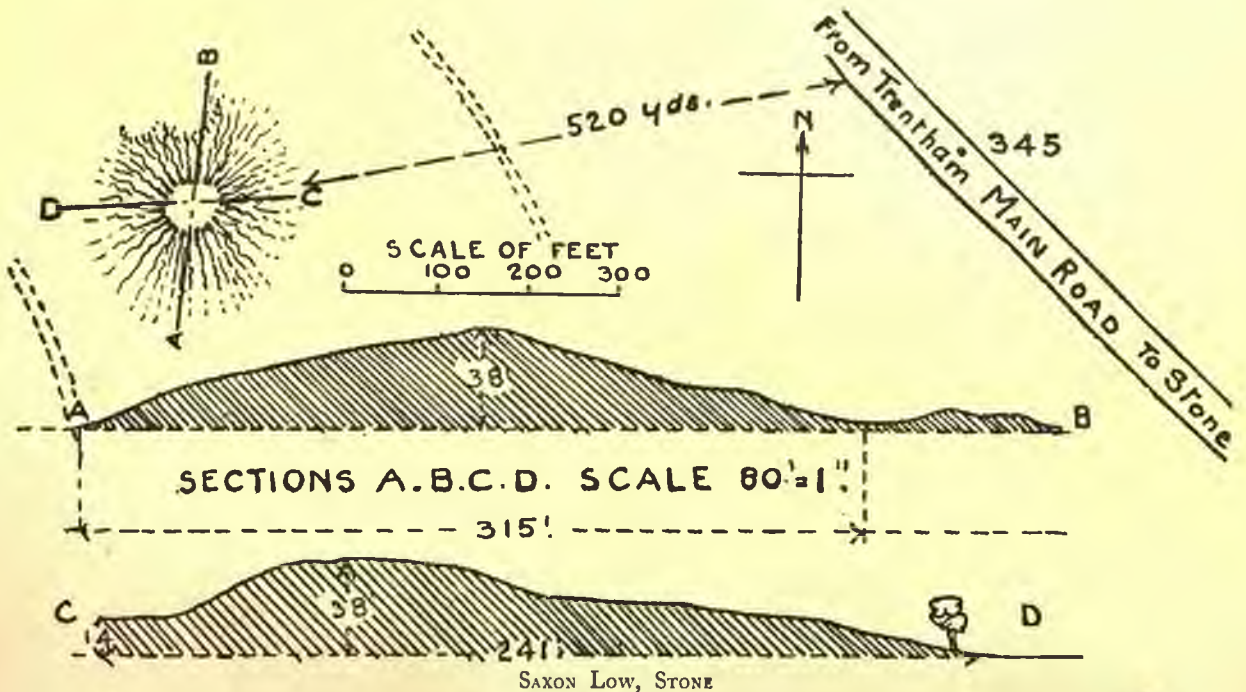 B
520 yds.
From Trentham MAIN ROAD To Stone
345
N
D
C
A
SCALE OF FEET
0 100 200 300
38
A
B
SECTIONS A.B.C.D. SCALE 80'=1".
315'.
C
14
38
241'.
D
SAXON LOW, STONE